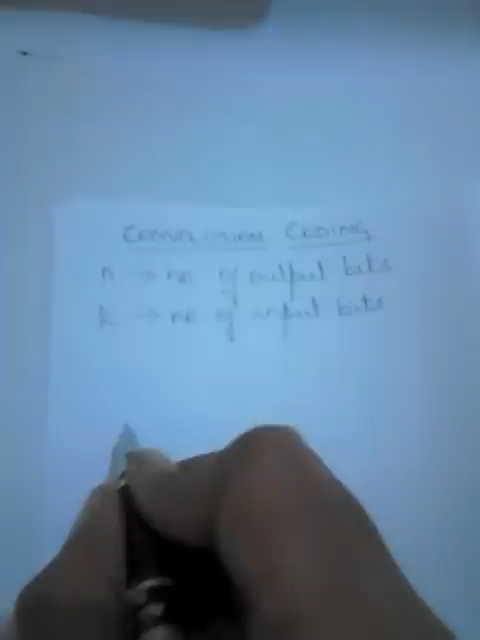 CONVOLUTION CODING
n → no of output bits
k → no of input bits